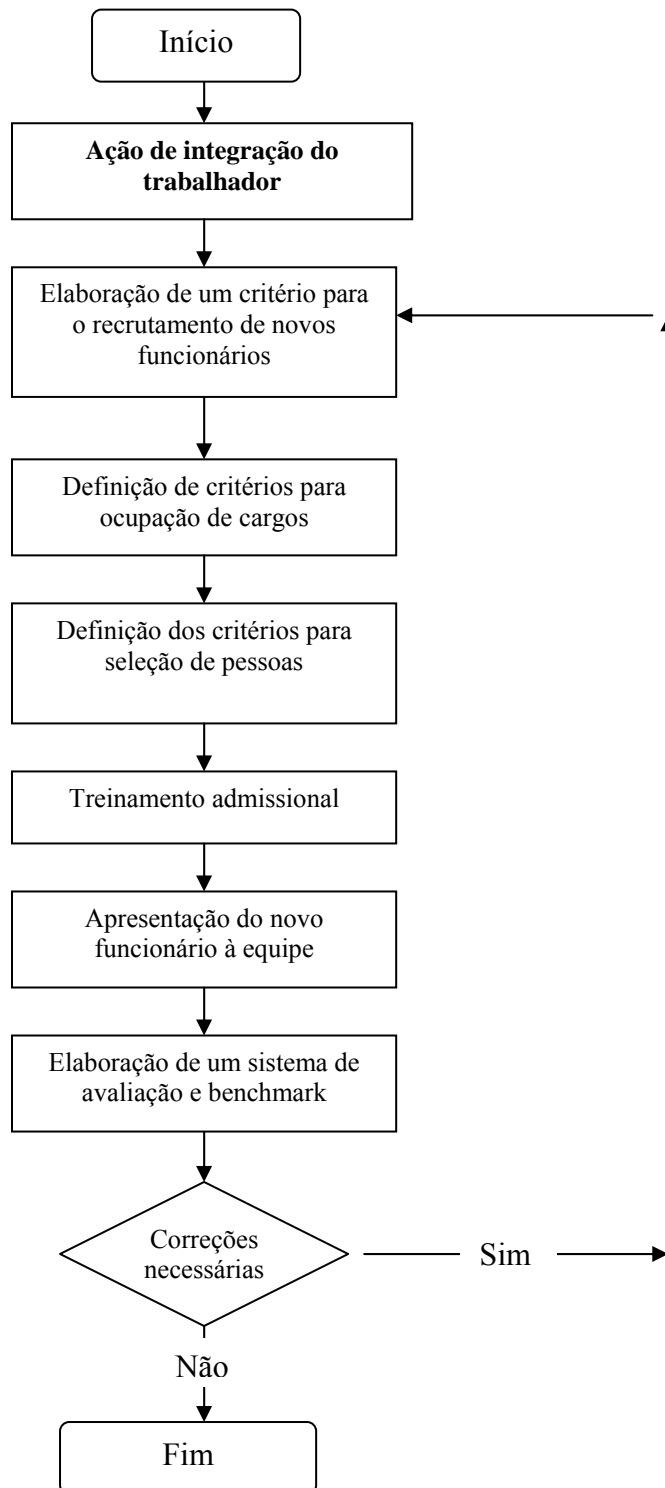 Início
Ação de integração do
trabalhador
Elaboração de um critério para
o recrutamento de novos
funcionários
Definição de critérios para
ocupação de cargos
Definição dos critérios para
seleção de pessoas
Treinamento admissional
Apresentação do novo
funcionário à equipe
Elaboração de um sistema de
avaliação e benchmark
Correções
necessárias
Sim
Não
Fim